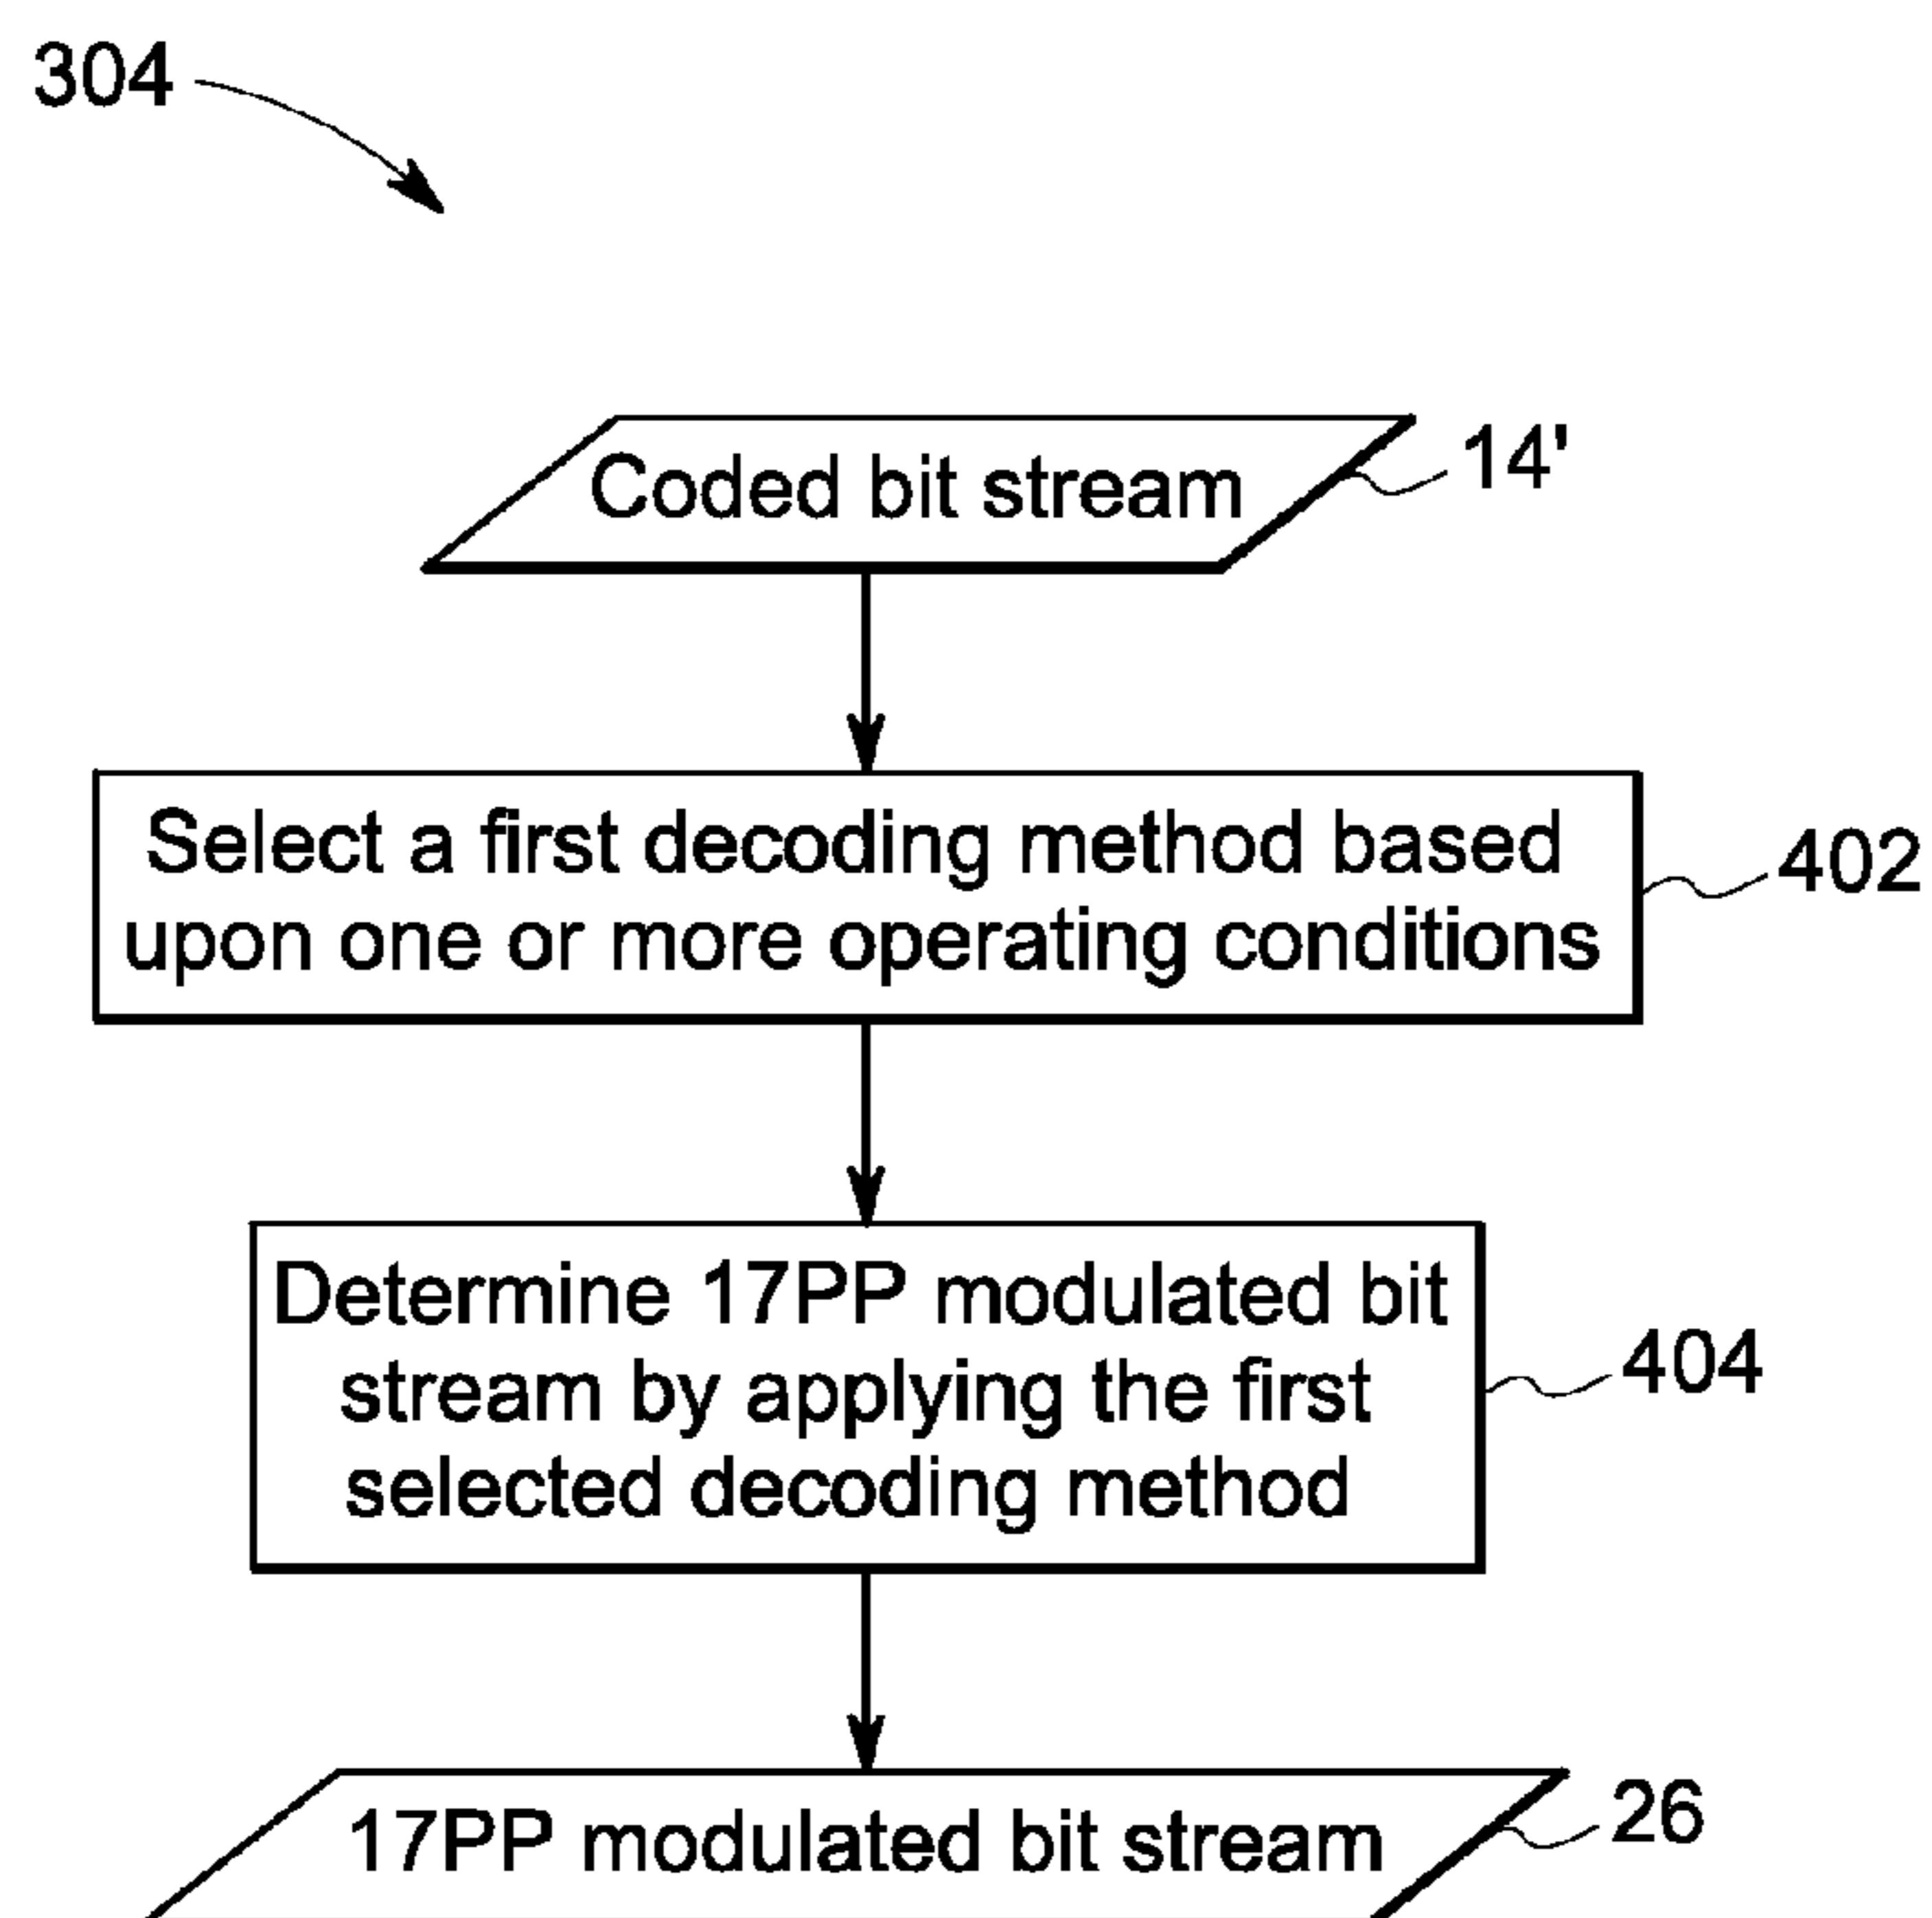 304
Coded bit stream
14'
Select a first decoding method based
upon one or more operating conditions
402
Determine 17PP modulated bit
stream by applying the first
selected decoding method
404
17PP modulated bit stream
26